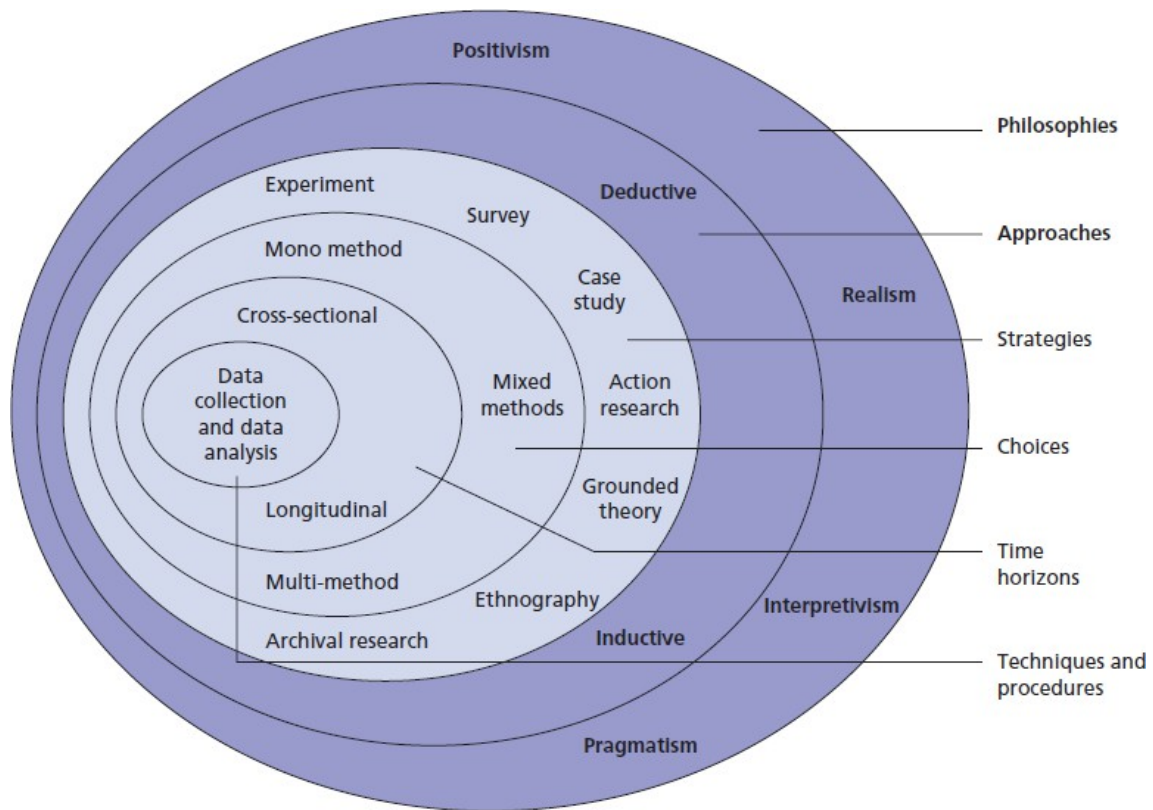 Positivism
Philosophies
Experiment
Deductive
Survey
Approaches
Mono method
Case
study
Realism
Cross-sectional
Strategies
Data
collection
and data
analysis
Mixed
methods
Action
research
Choices
Longitudinal
Grounded
theory
Time
horizons
Multi-method
Ethnography
Interpretivism
Archival research
Inductive
Techniques and
procedures
Pragmatism